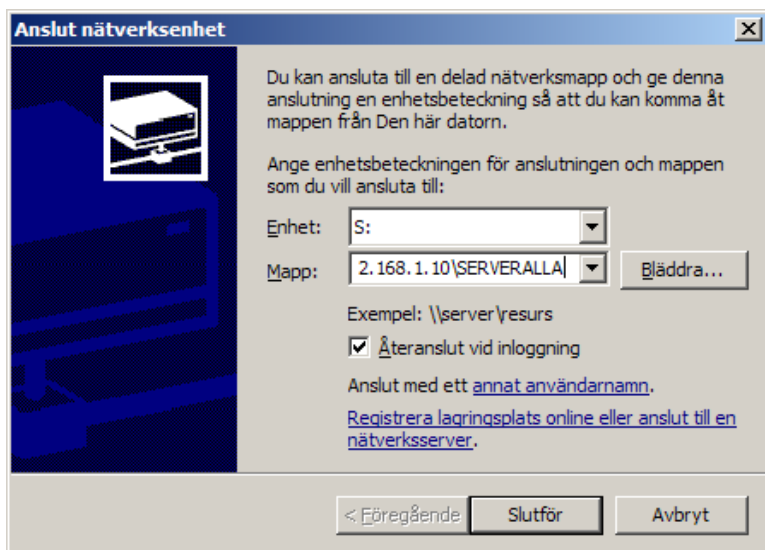 Anslut nätverksenhet
Du kan ansluta till en delad nätverksmapp och ge denna
anslutning en enhetsbeteckning så att du kan komma åt
mappen från Den här datorn.
Ange enhetsbeteckningen för anslutningen och mappen
som du vill ansluta till:
Enhet: S:
Mapp: 2.168.1.10\SERVERALLA Bläddra...
Exempel: \\server\resurs
Återanslut vid inloggning
Anslut med ett annat användarnamn.
Registrera lagringsplats online eller anslut till en
nätverksserver.
< Föregående Slutför Avbryt